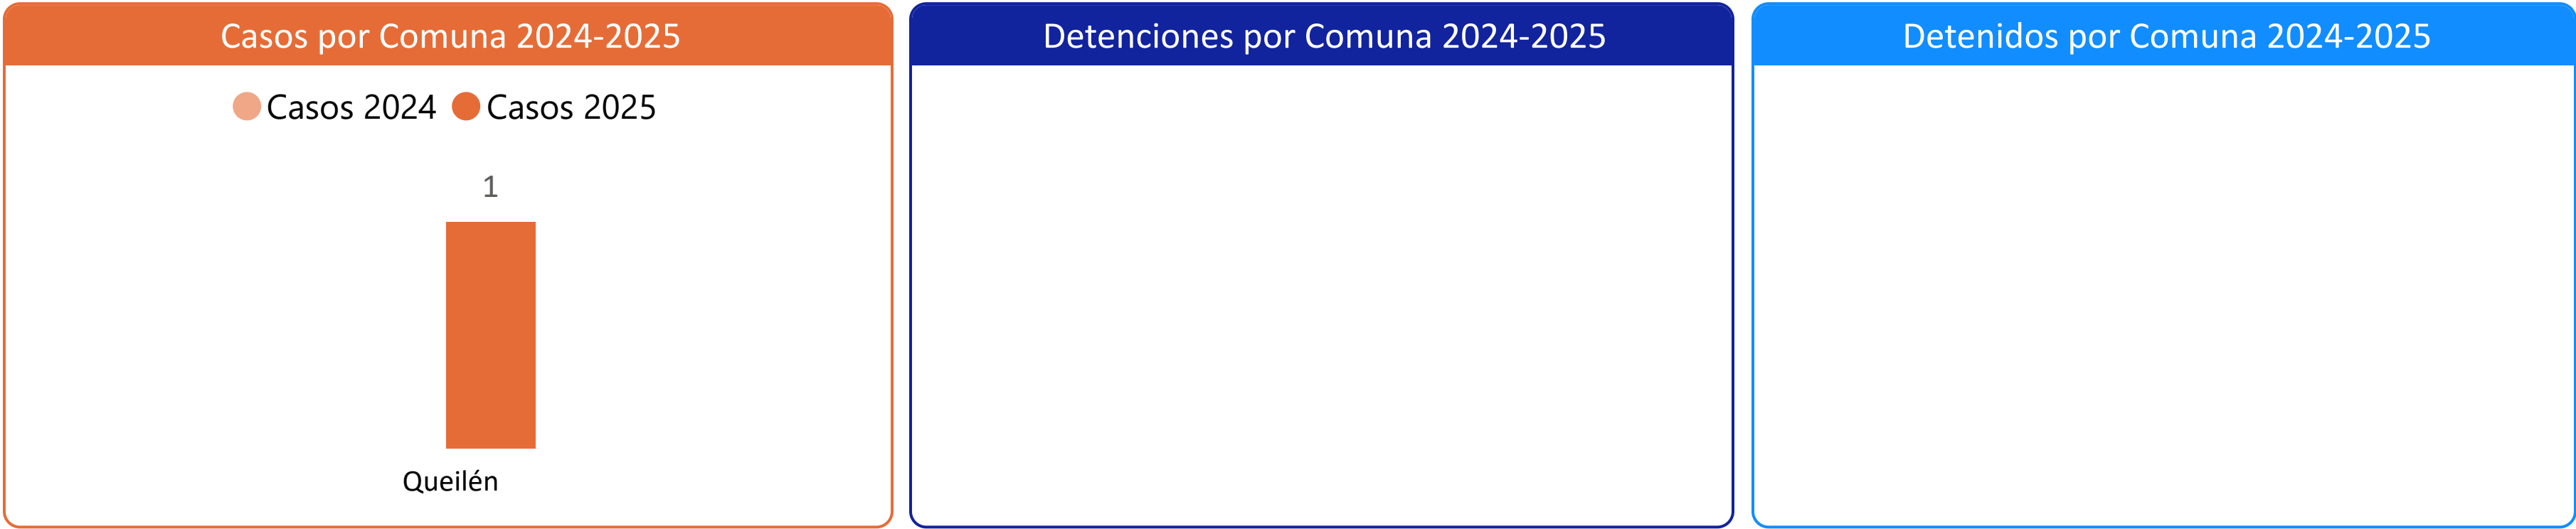 Casos por Comuna 2024-2025
Casos 2024 Casos 2025
1
Queilén
Detenciones por Comuna 2024-2025
Detenidos por Comuna 2024-2025